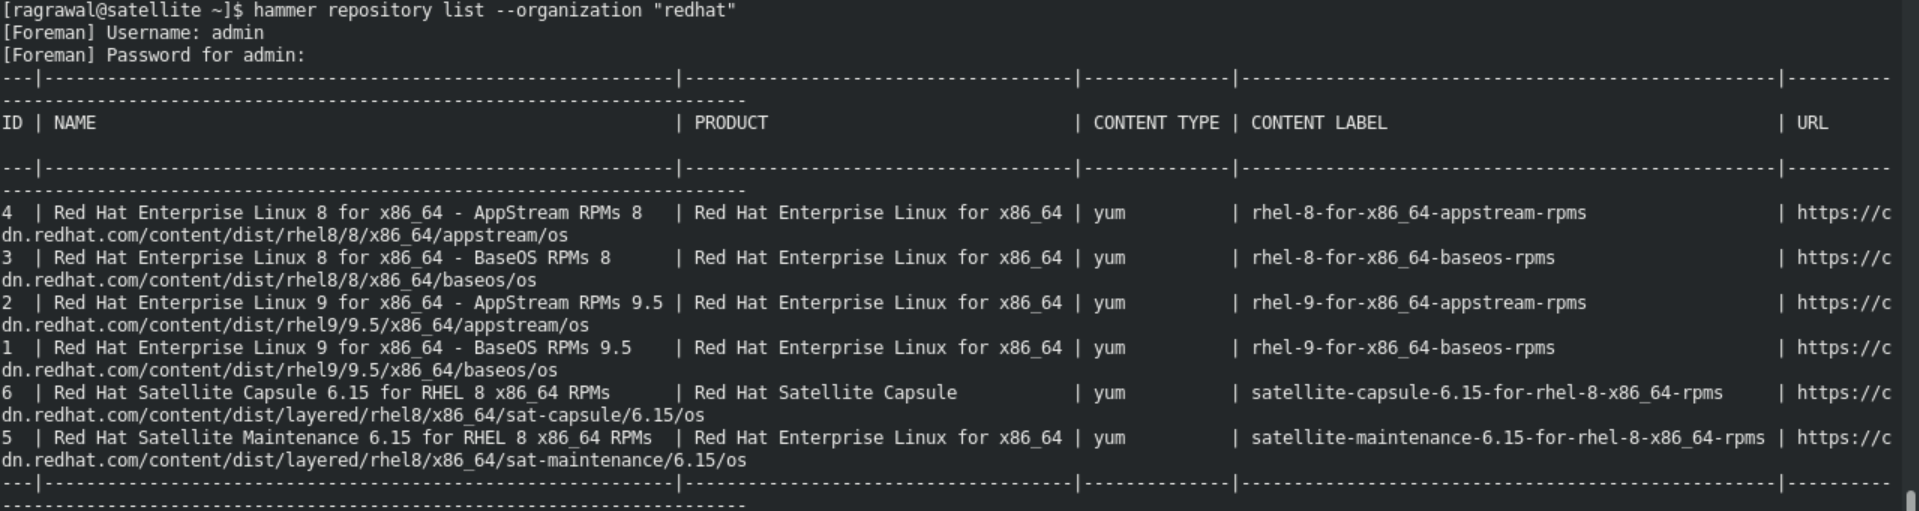 [ragrawal@satellite ~]$ hammer repository list --organization "redhat"
[Foreman] Username: admin
[Foreman] Password for admin:
---|------------------------------------------------------------|-------------------------------------|--------------|---------------------------------------------------|----------
-----------------------------------------------------------------------
ID | NAME                                                       | PRODUCT                             | CONTENT TYPE | CONTENT LABEL                                     | URL
---|------------------------------------------------------------|-------------------------------------|--------------|---------------------------------------------------|----------
-----------------------------------------------------------------------
4  | Red Hat Enterprise Linux 8 for x86_64 - AppStream RPMs 8   | Red Hat Enterprise Linux for x86_64 | yum          | rhel-8-for-x86_64-appstream-rpms                  | https://c
dn.redhat.com/content/dist/rhel8/8/x86_64/appstream/os
3  | Red Hat Enterprise Linux 8 for x86_64 - BaseOS RPMs 8      | Red Hat Enterprise Linux for x86_64 | yum          | rhel-8-for-x86_64-baseos-rpms                     | https://c
dn.redhat.com/content/dist/rhel8/8/x86_64/baseos/os
2  | Red Hat Enterprise Linux 9 for x86_64 - AppStream RPMs 9.5 | Red Hat Enterprise Linux for x86_64 | yum          | rhel-9-for-x86_64-appstream-rpms                  | https://c
dn.redhat.com/content/dist/rhel9/9.5/x86_64/appstream/os
1  | Red Hat Enterprise Linux 9 for x86_64 - BaseOS RPMs 9.5    | Red Hat Enterprise Linux for x86_64 | yum          | rhel-9-for-x86_64-baseos-rpms                     | https://c
dn.redhat.com/content/dist/rhel9/9.5/x86_64/baseos/os
6  | Red Hat Satellite Capsule 6.15 for RHEL 8 x86_64 RPMs      | Red Hat Satellite Capsule           | yum          | satellite-capsule-6.15-for-rhel-8-x86_64-rpms     | https://c
dn.redhat.com/content/dist/layered/rhel8/x86_64/sat-capsule/6.15/os
5  | Red Hat Satellite Maintenance 6.15 for RHEL 8 x86_64 RPMs  | Red Hat Enterprise Linux for x86_64 | yum          | satellite-maintenance-6.15-for-rhel-8-x86_64-rpms | https://c
dn.redhat.com/content/dist/layered/rhel8/x86_64/sat-maintenance/6.15/os
---|------------------------------------------------------------|-------------------------------------|--------------|---------------------------------------------------|----------
-----------------------------------------------------------------------